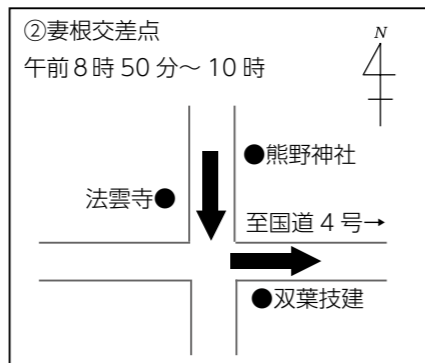 ②妻根交差点
午前8時50分～10時
N
●熊野神社
法雲寺●
至国道4号→
●双葉技建